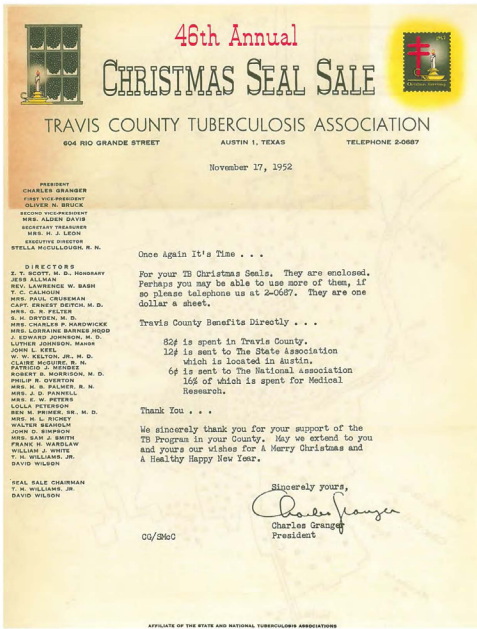 46th Annual
CHRISTMAS SEAL SALE
TRAVIS COUNTY TUBERCULOSIS ASSOCIATION
604 RIO GRANDE STREET AUSTIN 1, TEXAS TELEPHONE 2-0687
November 17, 1952
PRESIDENT
CHARLES GRANGER
FIRST VICE-PRESIDENT
OLIVER N. BRUCK
SECOND VICE-PRESIDENT
MRS. ALDEN DAVIS
SECRETARY TREASURER
MRS. H. J. LEON
EXECUTIVE DIRECTOR
STELLA McCULLOUGH, R. N.
DIRECTORS
Z. T. SCOTT, M. D., HONORARY
JESS ALLMAN
REV. LAWRENCE W. BASH
T. C. CALHOUN
MRS. PAUL CRUSEMAN
CAPT. ERNEST DEITCH, M. D.
MRS. G. R. FELTER
S. H. DRYDEN, M. D.
MRS. CHARLES P. HARDWICKE
MRS. LORRAINE BARNES HOOD
J. EDWARD JOHNSON, M. D.
LUTHER JOHNSON, MANOR
JOHN L. KEEL
W. W. KELTON, JR., M. D.
CLAIRE McGUIRE, R. N.
PATRICIO J. MENDEZ
ROBERT B. MORRISON, M. D.
PHILIP R. OVERTON
MRS. H. B. PALMER, R. N.
MRS. J. D. PANNELL
MRS. E. W. PETERS
LOLLA PETERSON
BEN M. PRIMER, SR., M. D.
MRS. H. L. RICHEY
WALTER SEAHOLM
JOHN D. SIMPSON
MRS. SAM J. SMITH
FRANK H. WARDLAW
WILLIAM J. WHITE
T. H. WILLIAMS, JR.
DAVID WILSON
SEAL SALE CHAIRMAN
T. H. WILLIAMS, JR.
DAVID WILSON
Once Again It's Time . . .
For your TB Christmas Seals. They are enclosed.
Perhaps you may be able to use more of them, if
so please telephone us at 2-0687. They are one
dollar a sheet.
Travis County Benefits Directly . . .
82¢ is spent in Travis County.
12¢ is sent to The State Association
which is located in Austin.
6¢ is sent to The National Association
16% of which is spent for Medical
Research.
Thank You . . .
We sincerely thank you for your support of the
TB Program in your County. May we extend to you
and yours our wishes for A Merry Christmas and
A Healthy Happy New Year.
Sincerely yours,
Charles Granger
Charles Granger
President
CG/SMcC
AFFILIATE OF THE STATE AND NATIONAL TUBERCULOSIS ASSOCIATIONS